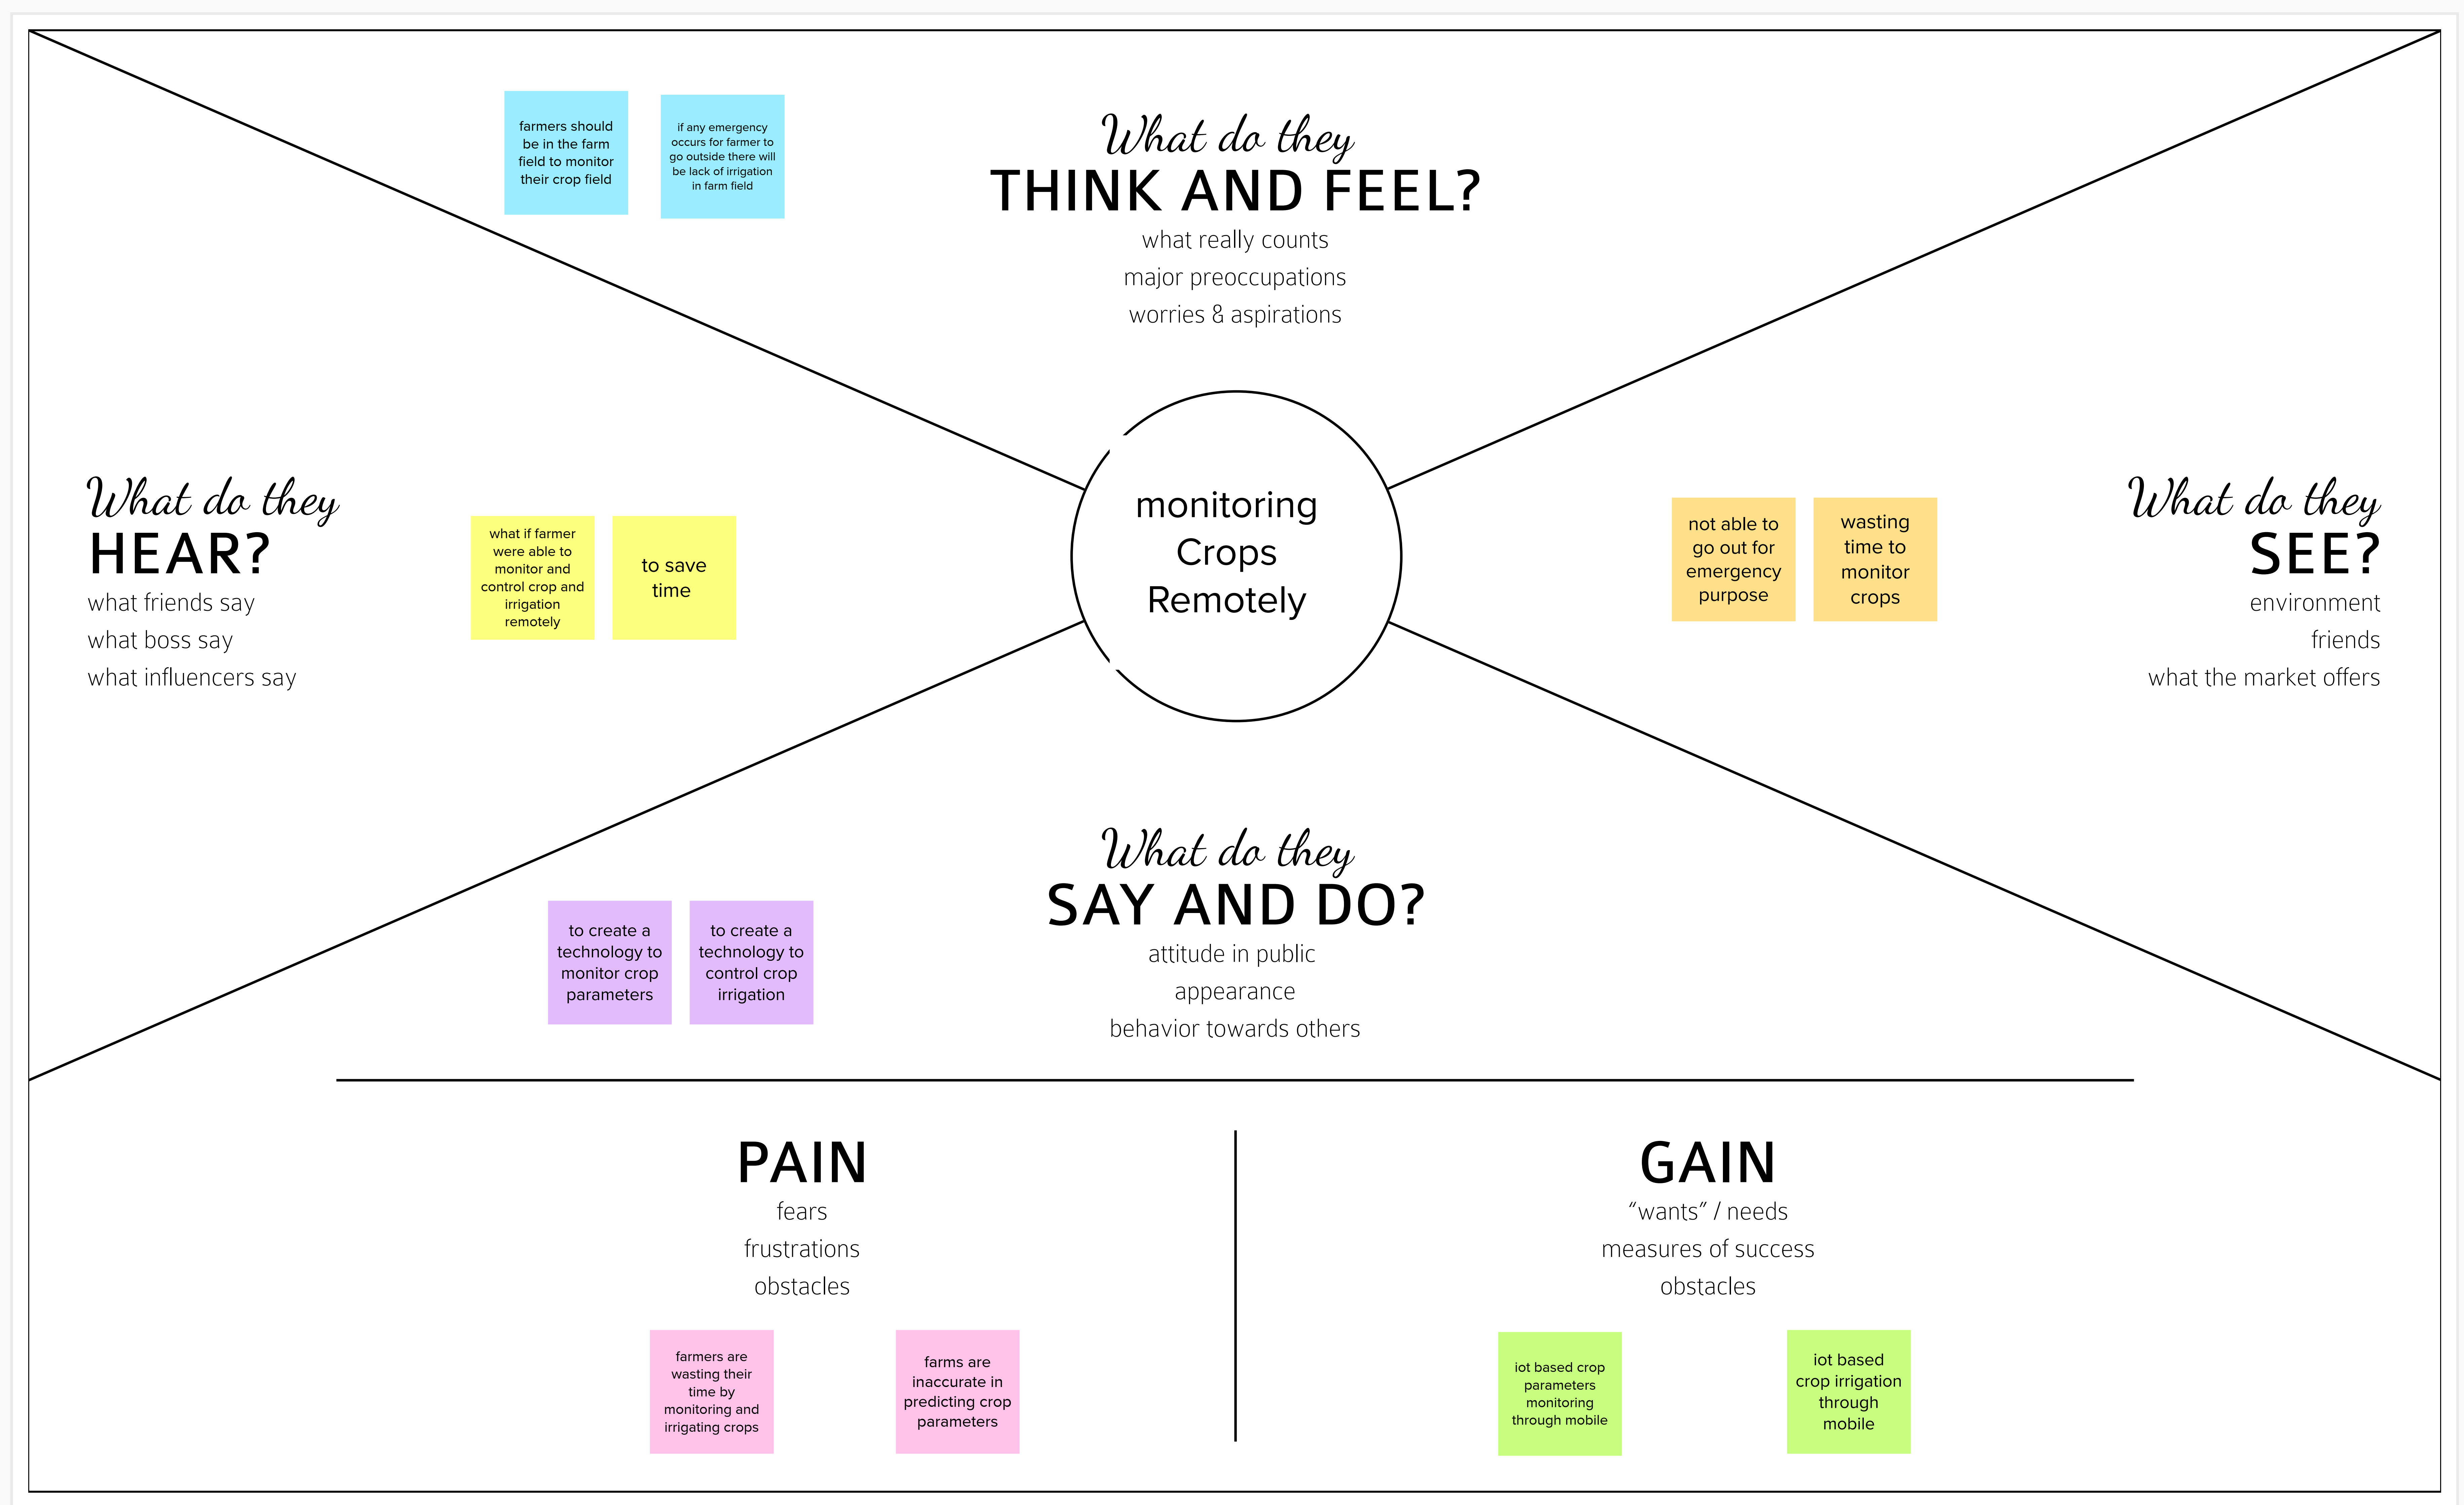 farmers should
be in the farm
field to monitor
their crop field
if any emergency
occurs for farmer to
go outside there will
be lack of irrigation
in farm field
What do they
THINK AND FEEL?
what really counts
major preoccupations
worries & aspirations
What do they
HEAR?
what friends say
what boss say
what influencers say
what if farmer
were able to
monitor and
control crop and
irrigation
remotely
to save
time
monitoring
Crops
Remotely
not able to
go out for
emergency
purpose
wasting
time to
monitor
crops
What do they
SEE?
environment
friends
what the market offers
What do they
SAY AND DO?
attitude in public
appearance
behavior towards others
to create a
technology to
monitor crop
parameters
to create a
technology to
control crop
irrigation
PAIN
fears
frustrations
obstacles
farmers are
wasting their
time by
monitoring and
irrigating crops
farms are
inaccurate in
predicting crop
parameters
GAIN
“wants” / needs
measures of success
obstacles
iot based crop
parameters
monitoring
through mobile
iot based
crop irrigation
through
mobile